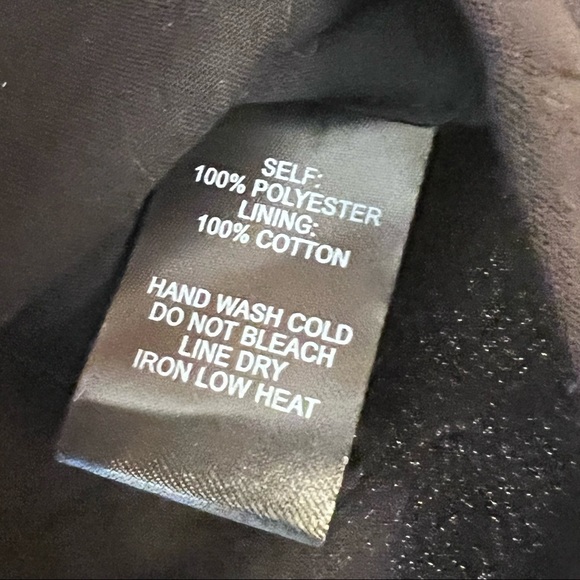 SELF:
100% POLYESTER
LINING:
100% COTTON
HAND WASH COLD
DO NOT BLEACH
LINE DRY
IRON LOW HEAT